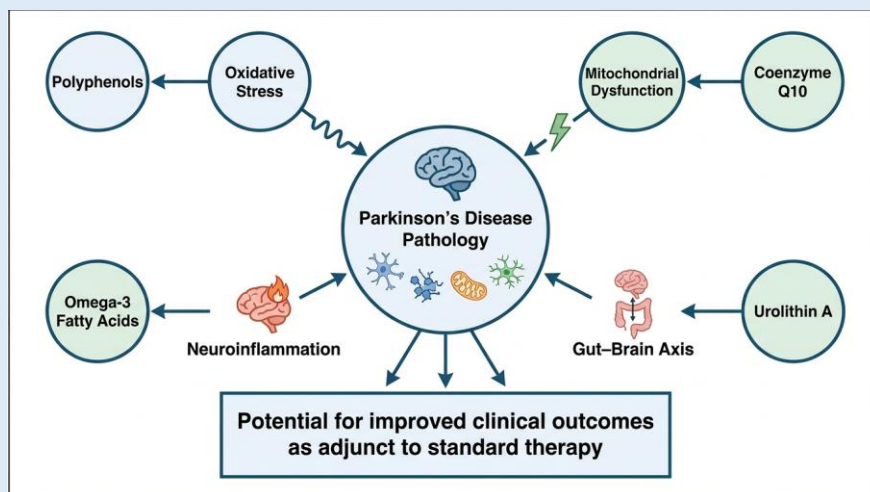 Polyphenols
Oxidative
Stress
Mitochondrial
Dysfunction
Coenzyme
Q10
Parkinson's Disease
Pathology
Omega-3
Fatty Acids
Neuroinflammation
Gut–Brain Axis
Urolithin A
Potential for improved clinical outcomes
as adjunct to standard therapy